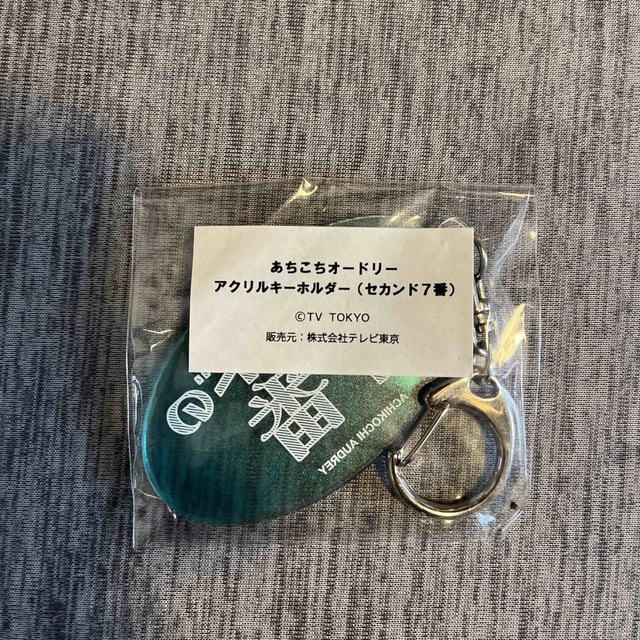 あちこちオードリー
アクリルキーホルダー（セカンド７番）
©TV TOKYO
販売元：株式会社テレビ東京
番
の
ACHIKOCHI AUDREY